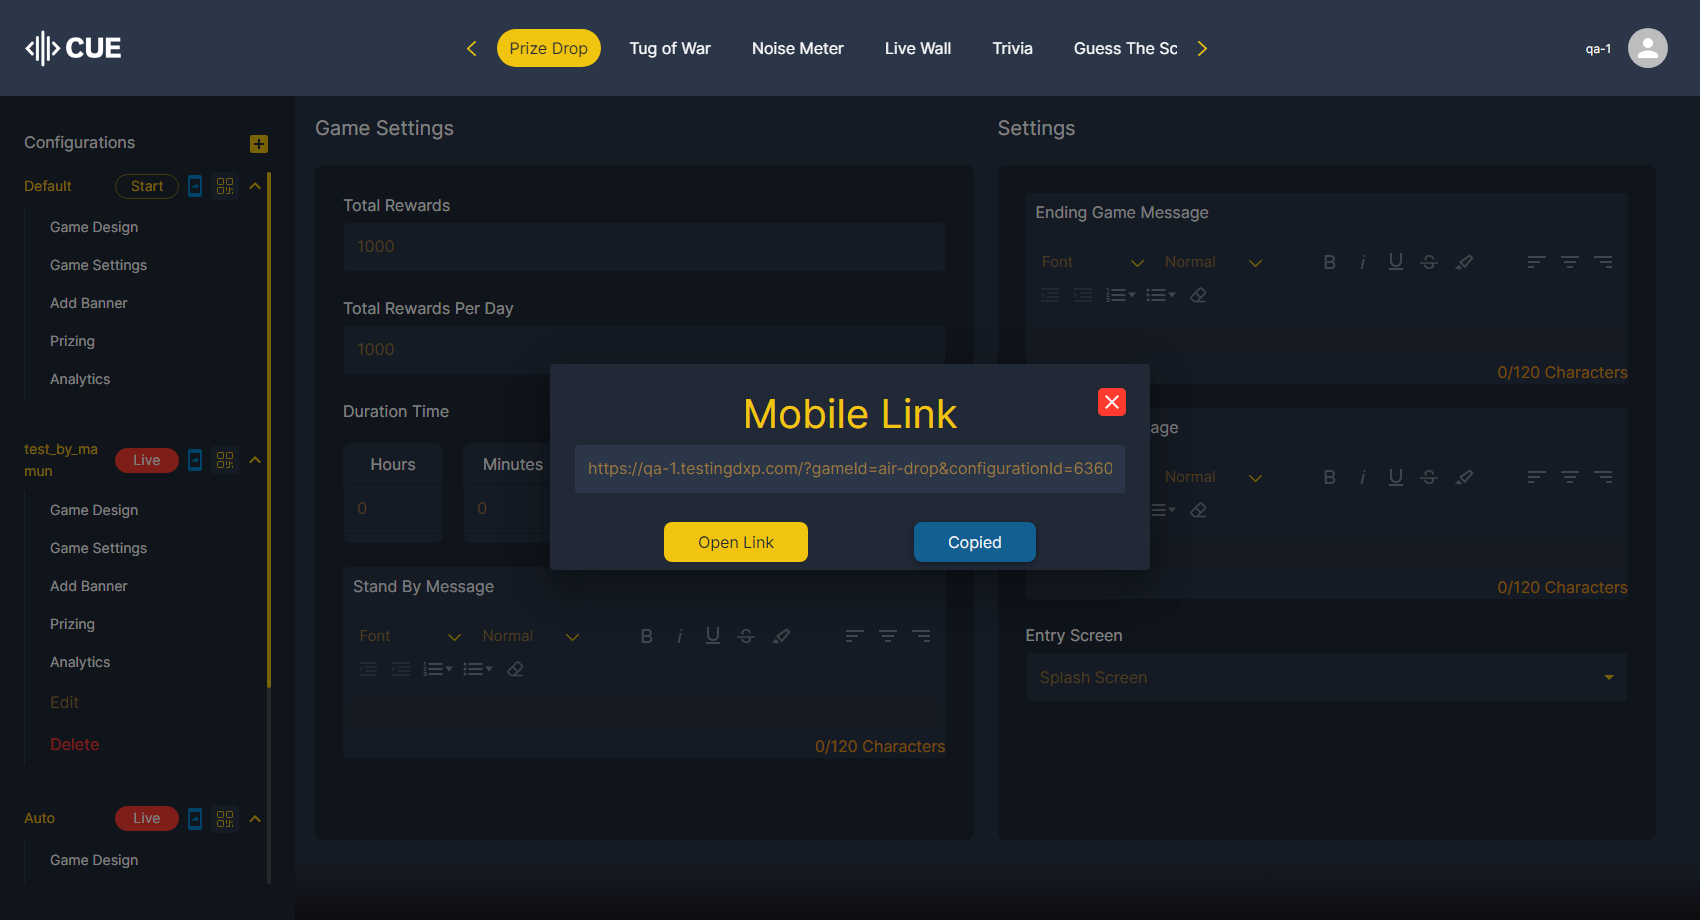 CUE
Prize Drop
Tug of War
Noise Meter
Live Wall
Trivia
Guess The Sc
qa-1
Configurations
Default
Start
Game Design
Game Settings
Add Banner
Prizing
Analytics
test_by_ma
mun
Live
Game Design
Game Settings
Add Banner
Prizing
Analytics
Edit
Delete
Auto
Live
Game Design
Game Settings
Total Rewards
1000
Total Rewards Per Day
1000
Duration Time
Hours
Minutes
0
0
Stand By Message
Font
Normal
B i U S
0/120 Characters
Settings
Ending Game Message
Font
Normal
B i U S
0/120 Characters
age
Normal
B i U S
0/120 Characters
Entry Screen
Splash Screen
Mobile Link
https://qa-1.testingdxp.com/?gameId=air-drop&configurationId=6360
Open Link
Copied